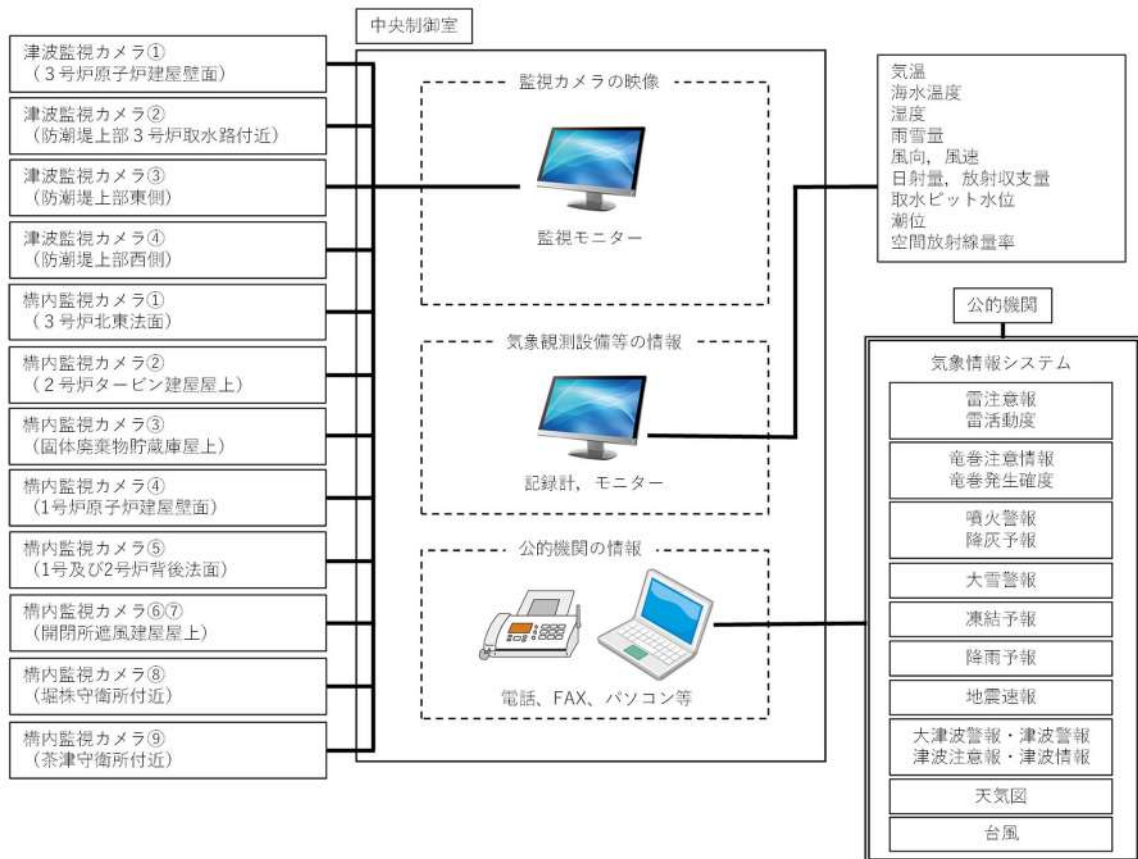 中央制御室
津波監視カメラ①
（３号炉原子炉建屋壁面）
津波監視カメラ②
（防潮堤上部３号炉取水路付近）
津波監視カメラ③
（防潮堤上部東側）
津波監視カメラ④
（防潮堤上部西側）
構内監視カメラ①
（３号炉北東法面）
構内監視カメラ②
（２号炉タービン建屋屋上）
構内監視カメラ③
（固体廃棄物貯蔵庫屋上）
構内監視カメラ④
（1号炉原子炉建屋壁面）
構内監視カメラ⑤
（1号及び2号炉背後法面）
構内監視カメラ⑥⑦
（開閉所遮風建屋屋上）
構内監視カメラ⑧
（堀株守衛所付近）
構内監視カメラ⑨
（茶津守衛所付近）
監視カメラの映像
監視モニター
気象観測設備等の情報
記録計，モニター
公的機関の情報
電話、FAX、パソコン等
気温
海水温度
湿度
雨雪量
風向，風速
日射量，放射収支量
取水ピット水位
潮位
空間放射線量率
公的機関
気象情報システム
雷注意報
雷活動度
竜巻注意情報
竜巻発生確度
噴火警報
降灰予報
大雪警報
凍結予報
降雨予報
地震速報
大津波警報・津波警報
津波注意報・津波情報
天気図
台風